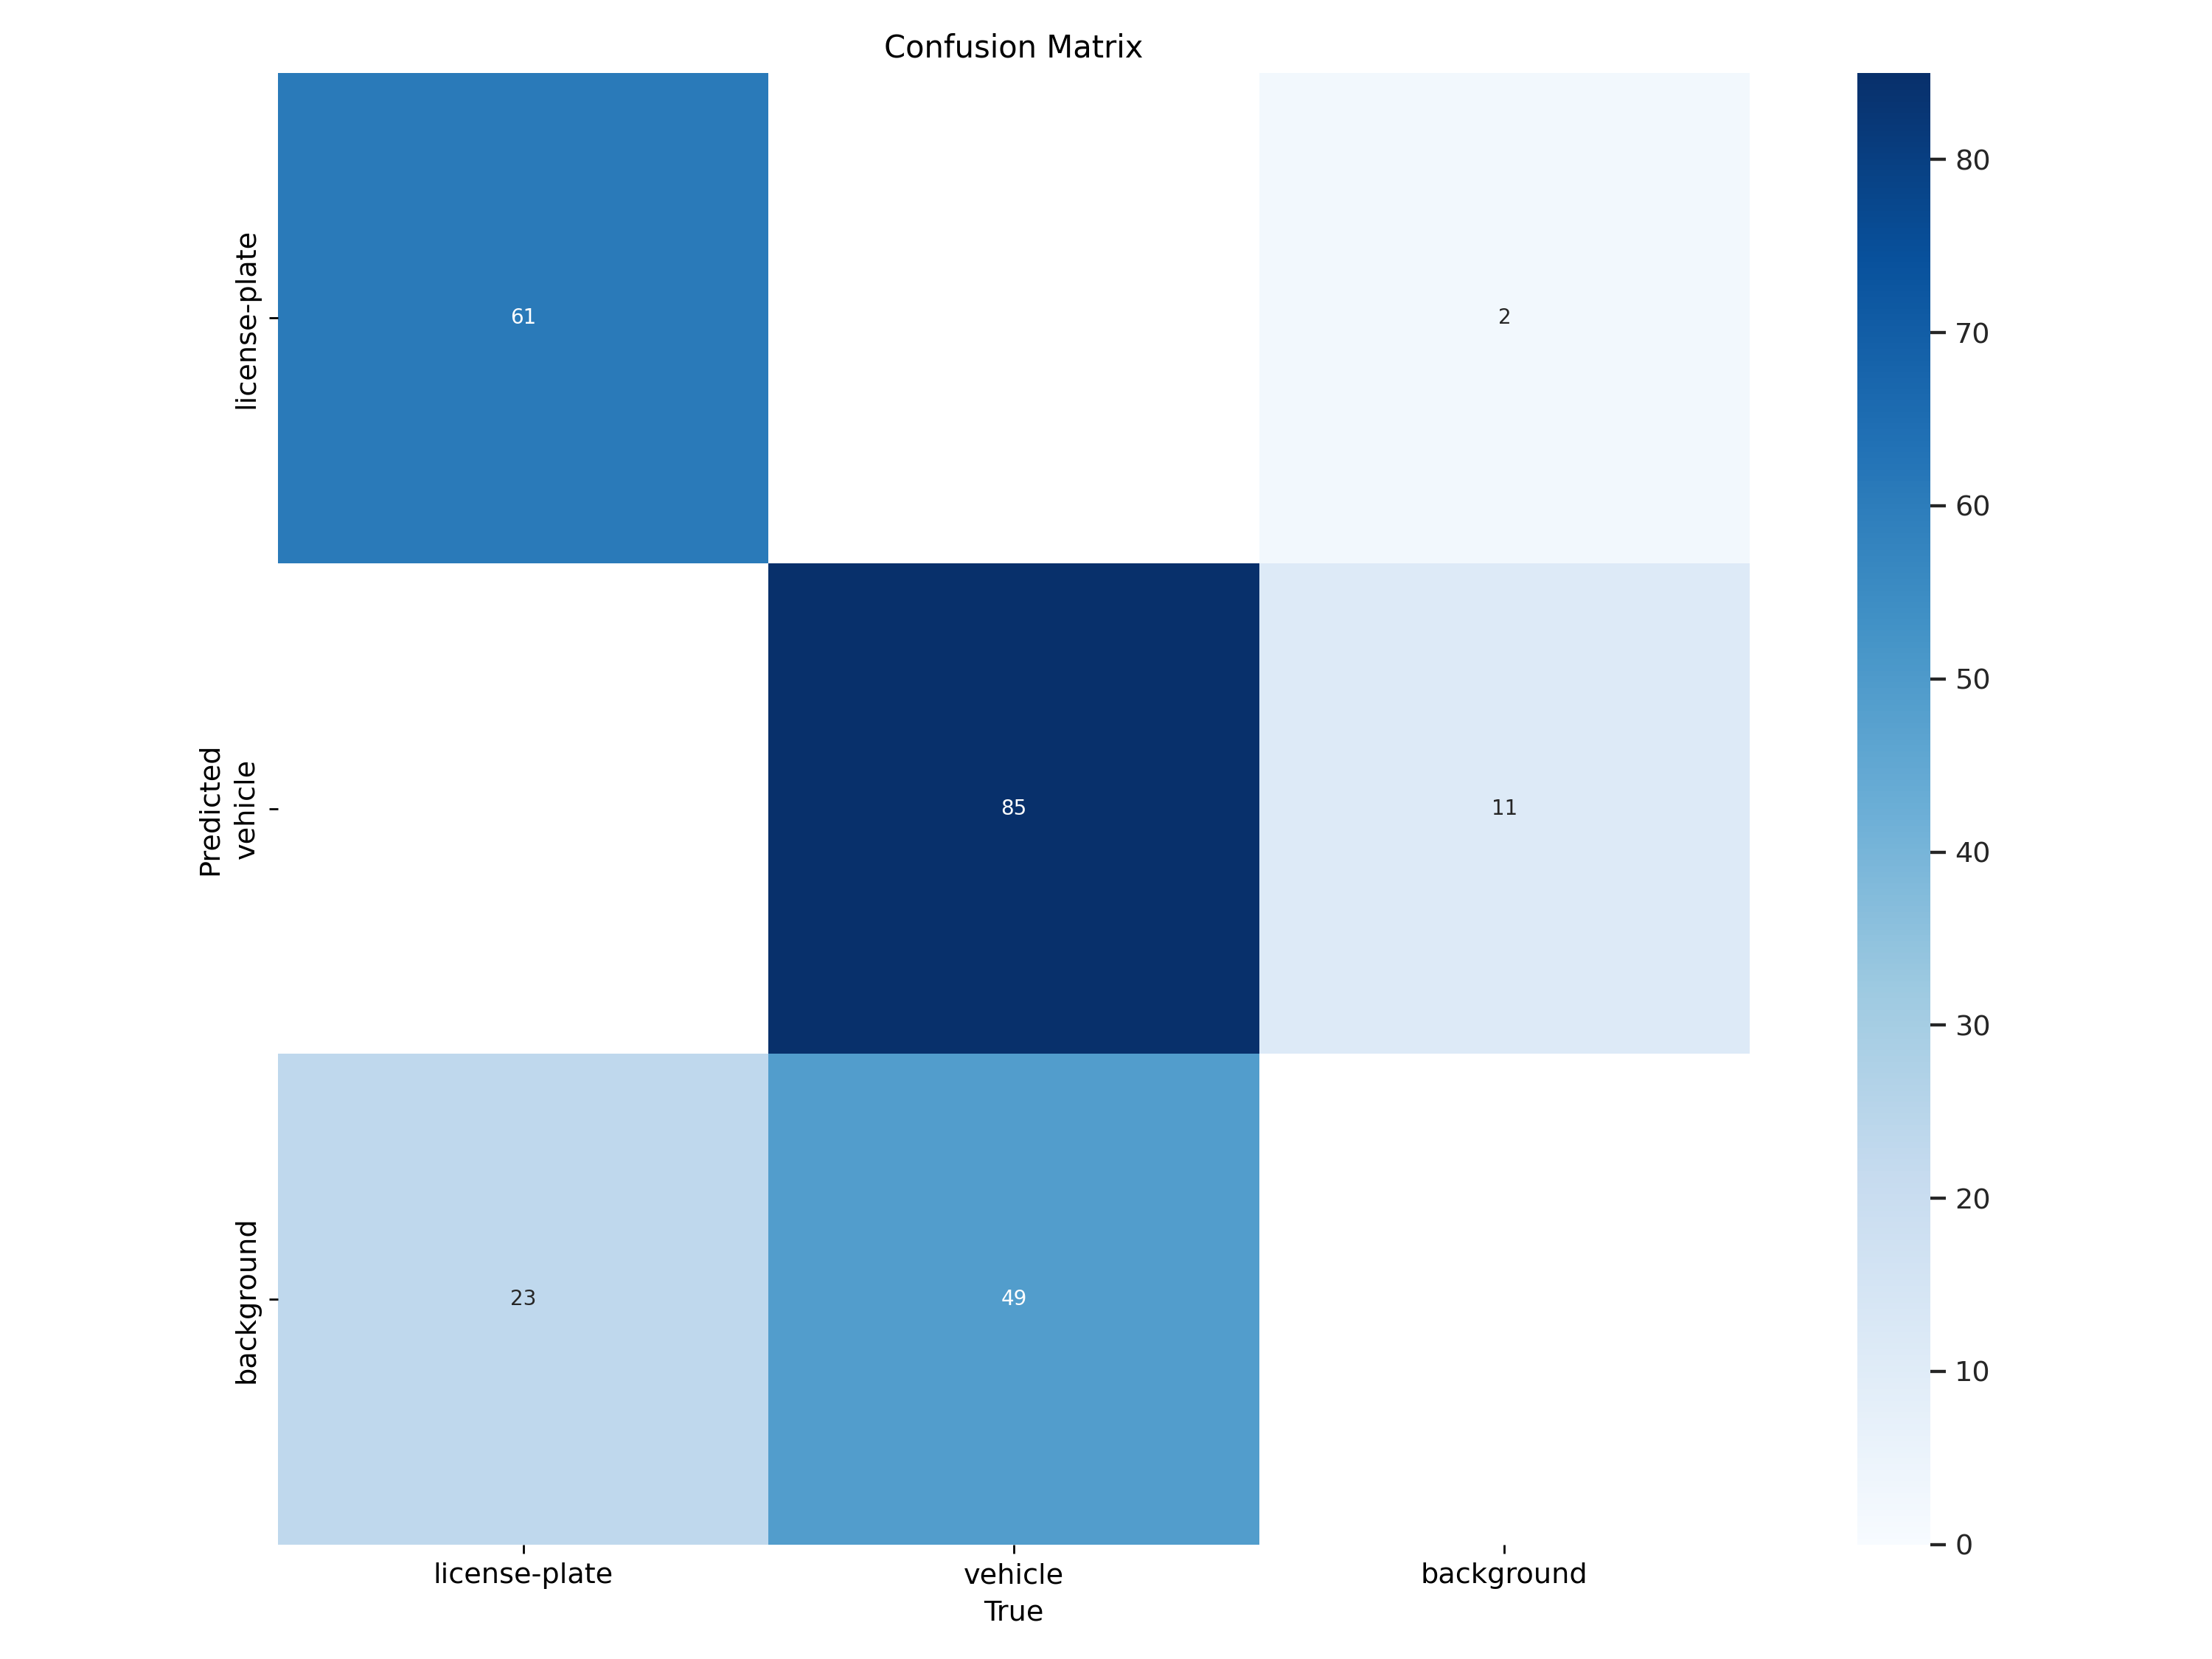 Confusion Matrix
license-plate
61
2
80
70
60
50
40
30
20
10
0
Predicted
vehicle
85
11
background
23
49
license-plate
vehicle
background
True